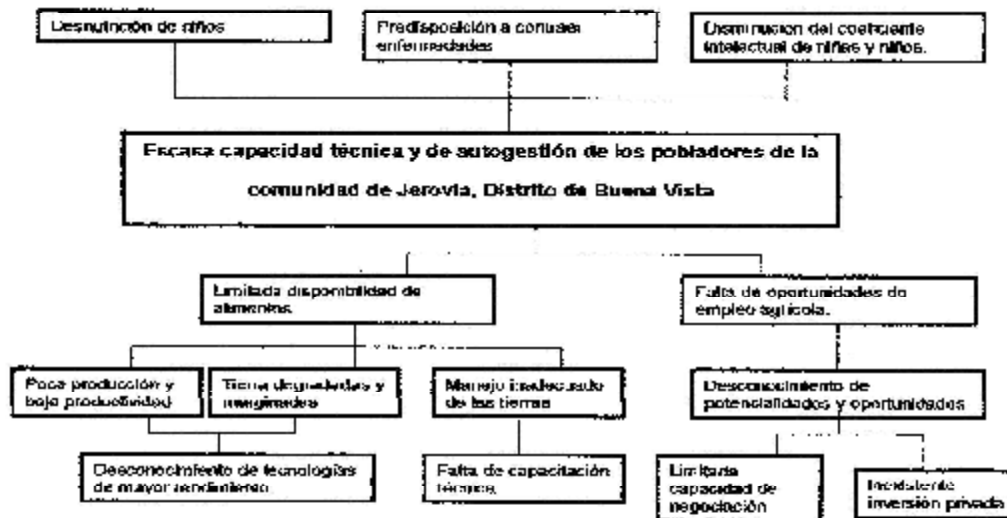 Desnutrición de niños
Predisposición a contraer
enfermedades
Disminución del coeficiente
intelectual de niñas y niños.
Escasa capacidad técnica y de autogestión de los pobladores de la
comunidad de Jerovia, Distrito de Buena Vista
Limitada disponibilidad de
alimentos
Falta de oportunidades de
empleo agrícola.
Poca producción y
baja productividad
Tierra degradadas y
marginades
Manejo inadecuado
de las tierras
Desconocimiento de
potencialidades y oportunidades
Desconocimiento de tecnologías
de mayor rendimiento
Falta de capacitación
técnica,
Limitada
capacidad de
negociación
Inexistente
inversión privada